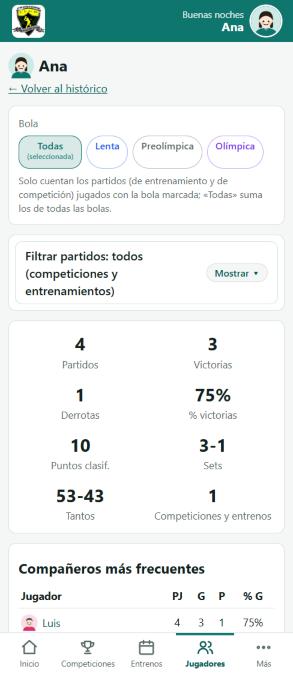 Buenas noches
Ana
Ana
← Volver al histórico
Bola
Todas
(seleccionada)
Lenta
Preolímpica
Olímpica
Solo cuentan los partidos (de entrenamiento y de
competición) jugados con la bola marcada; «Todas» suma
los de todas las bolas.
Filtrar partidos: todos
(competiciones y
entrenamientos)
Mostrar ▾
4
Partidos
3
Victorias
1
Derrotas
75%
% victorias
10
Puntos clasif.
3-1
Sets
53-43
Tantos
1
Competiciones y entrenos
Compañeros más frecuentes
Jugador PJ G P % G
Luis 4 3 1 75%
Inicio
Competiciones
Entrenos
Jugadores
Más